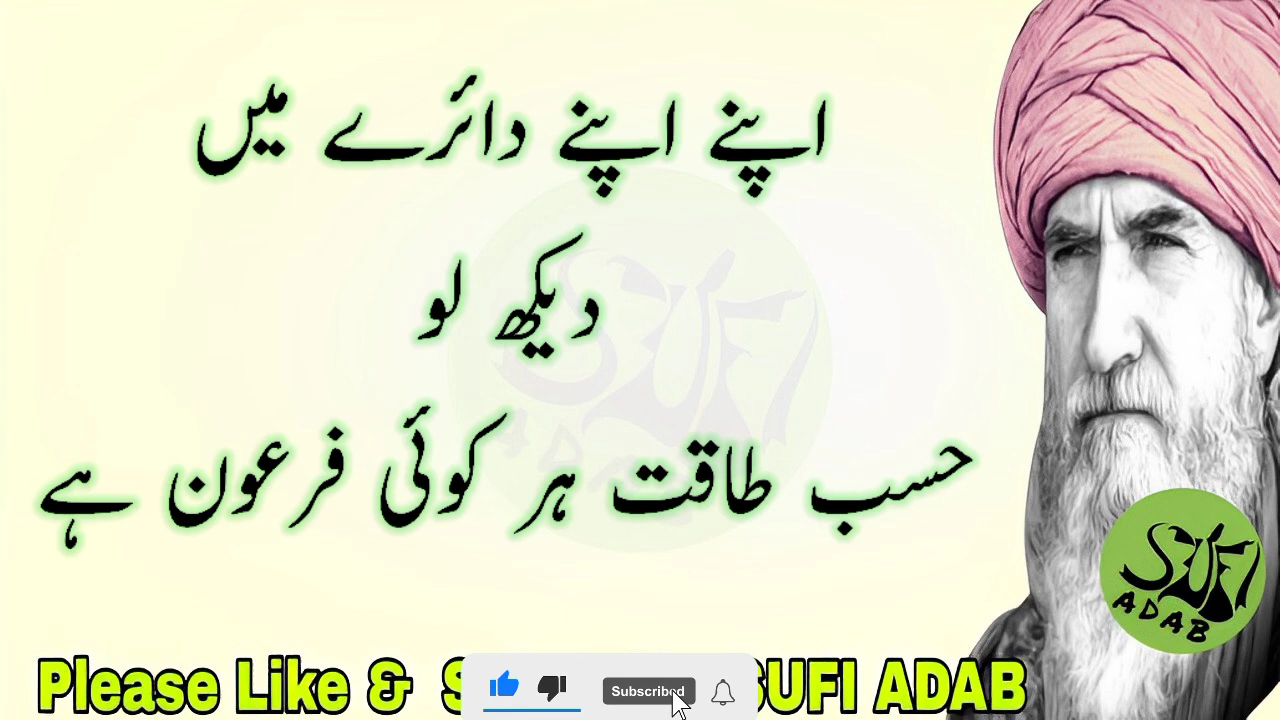 اپنے اپنے دائرے میں
دیکھ لو
حسب طاقت ہر کوئی فرعون ہے
SUFI
ADAB
Please Like & S SUFI ADAB
Subscribed